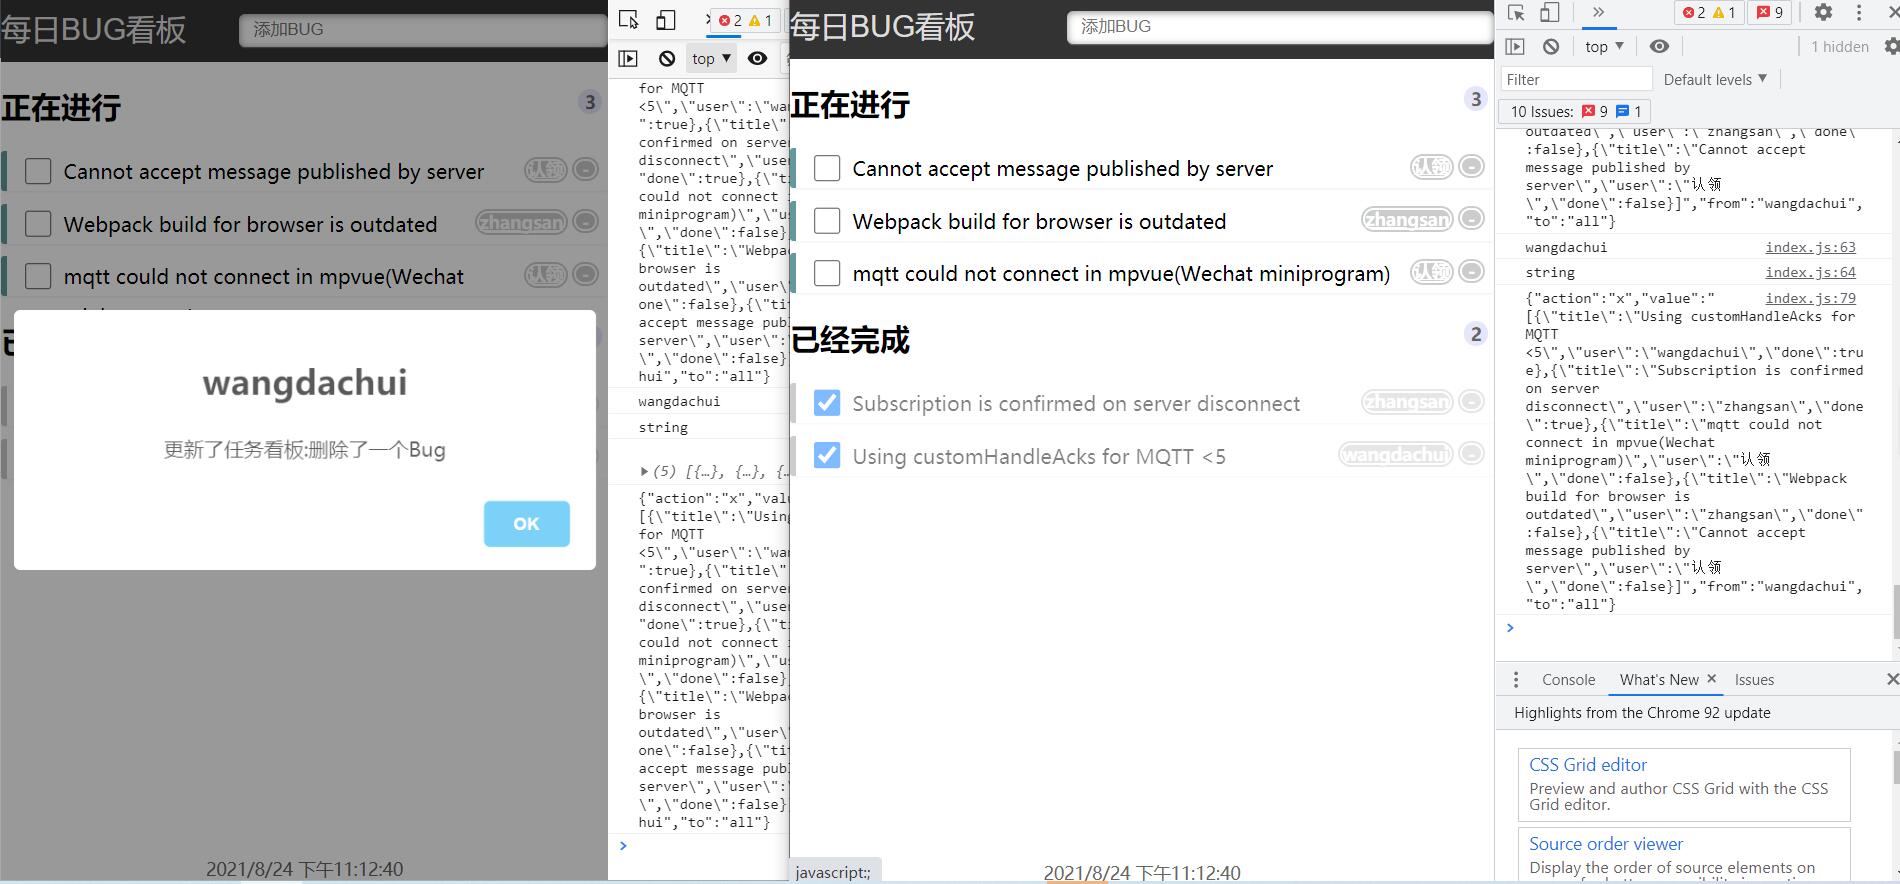 每日BUG看板
添加BUG
正在进行
3
Cannot accept message published by server
认领
-
Webpack build for browser is outdated
zhangsan
-
mqtt could not connect in mpvue(Wechat
认领
-
wangdachui
更新了任务看板:删除了一个Bug
OK
2021/8/24 下午11:12:40
2
1
top ▼
for MQTT
<5\",\"user\":\"wan
":true},{\"title\"
confirmed on server
disconnect\",\"use
"done\":true},{\"t
could not connect
miniprogram)\",\"us
\",\"done\":false}
{\"title\":\"Webpa
browser is
outdated\",\"user\
one\":false},{\"ti
accept message pub
server\",\"user\":
\",\"done\":false}
hui","to":"all"}
wangdachui
string
(5) [{…}, {…}, {…
{"action":"x","valu
[{\"title\":\"Using
for MQTT
<5\",\"user\":\"wan
":true},{\"title\"
confirmed on server
disconnect\",\"use
"done\":true},{\"t
could not connect
miniprogram)\",\"us
\",\"done\":false}
{\"title\":\"Webpa
browser is
outdated\",\"user\
one\":false},{\"ti
accept message pub
server\",\"user\":
\",\"done\":false}
hui","to":"all"}
>
每日BUG看板
添加BUG
正在进行
3
Cannot accept message published by server
认领
-
Webpack build for browser is outdated
zhangsan
-
mqtt could not connect in mpvue(Wechat miniprogram)
认领
-
已经完成
2
Subscription is confirmed on server disconnect
zhangsan
-
Using customHandleAcks for MQTT <5
wangdachui
-
javascript:;
2021/8/24 下午11:12:40
»
2
1
9
top ▼
1 hidden
Filter
Default levels ▼
10 Issues:
9
1
outdated\",\"user\":\"zhangsan\",\"done\"
:false},{\"title\":\"Cannot accept
message published by
server\",\"user\":\"认领
\",\"done\":false}]","from":"wangdachui",
"to":"all"}
wangdachui
index.js:63
string
index.js:64
{"action":"x","value":"
index.js:79
[{\"title\":\"Using customHandleAcks for
MQTT
<5\",\"user\":\"wangdachui\",\"done\":tru
e},{\"title\":\"Subscription is confirmed
on server
disconnect\",\"user\":\"zhangsan\",\"done
\":true},{\"title\":\"mqtt could not
connect in mpvue(Wechat
miniprogram)\",\"user\":\"认领
\",\"done\":false},{\"title\":\"Webpack
build for browser is
outdated\",\"user\":\"zhangsan\",\"done\"
:false},{\"title\":\"Cannot accept
message published by
server\",\"user\":\"认领
\",\"done\":false}]","from":"wangdachui",
"to":"all"}
>
Console
What's New
Issues
Highlights from the Chrome 92 update
CSS Grid editor
Preview and author CSS Grid with the CSS
Grid editor.
Source order viewer
Display the order of source elements on